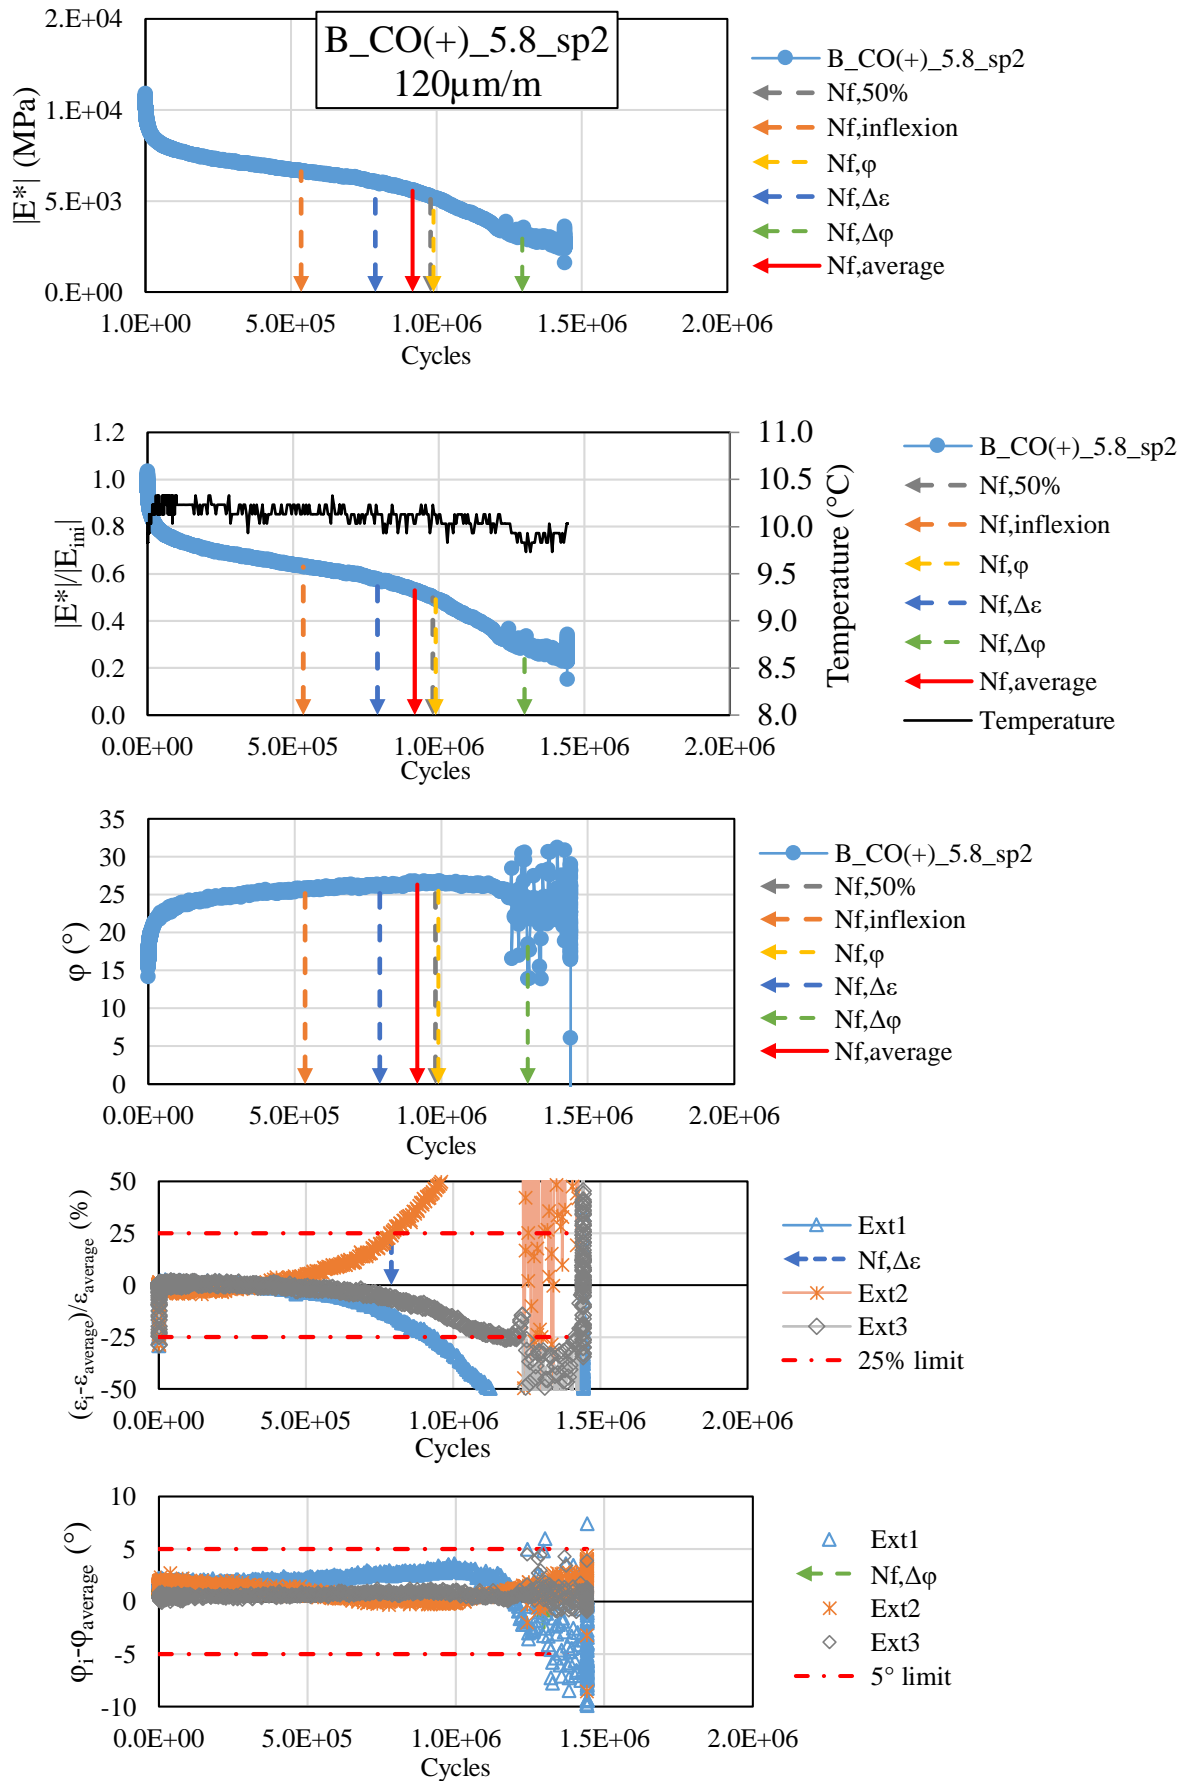 B_CO(+)_5.8_sp2
120µm/m
2.E+04
1.E+04
5.E+03
0.E+00
|E*| (MPa)
1.0E+00 5.0E+05 1.0E+06 1.5E+06 2.0E+06
Cycles
B_CO(+)_5.8_sp2
Nf,50%
Nf,inflexion
Nf,φ
Nf,Δε
Nf,Δφ
Nf,average
1.2
1.0
0.8
0.6
0.4
0.2
0.0
|E*|/|Eini|
11.0
10.5
10.0
9.5
9.0
8.5
8.0
Temperature (°C)
0.0E+00 5.0E+05 1.0E+06 1.5E+06 2.0E+06
Cycles
B_CO(+)_5.8_sp2
Nf,50%
Nf,inflexion
Nf,φ
Nf,Δε
Nf,Δφ
Nf,average
Temperature
35
30
25
20
15
10
5
0
φ (°)
0.0E+00 5.0E+05 1.0E+06 1.5E+06 2.0E+06
Cycles
B_CO(+)_5.8_sp2
Nf,50%
Nf,inflexion
Nf,φ
Nf,Δε
Nf,Δφ
Nf,average
50
25
0
-25
-50
(εi-εaverage)/εaverage (%)
0.0E+00 5.0E+05 1.0E+06 1.5E+06 2.0E+06
Cycles
Ext1
Nf,Δε
Ext2
Ext3
25% limit
10
5
0
-5
-10
φi-φaverage (°)
0.0E+00 5.0E+05 1.0E+06 1.5E+06 2.0E+06
Cycles
Ext1
Nf,Δφ
Ext2
Ext3
5° limit